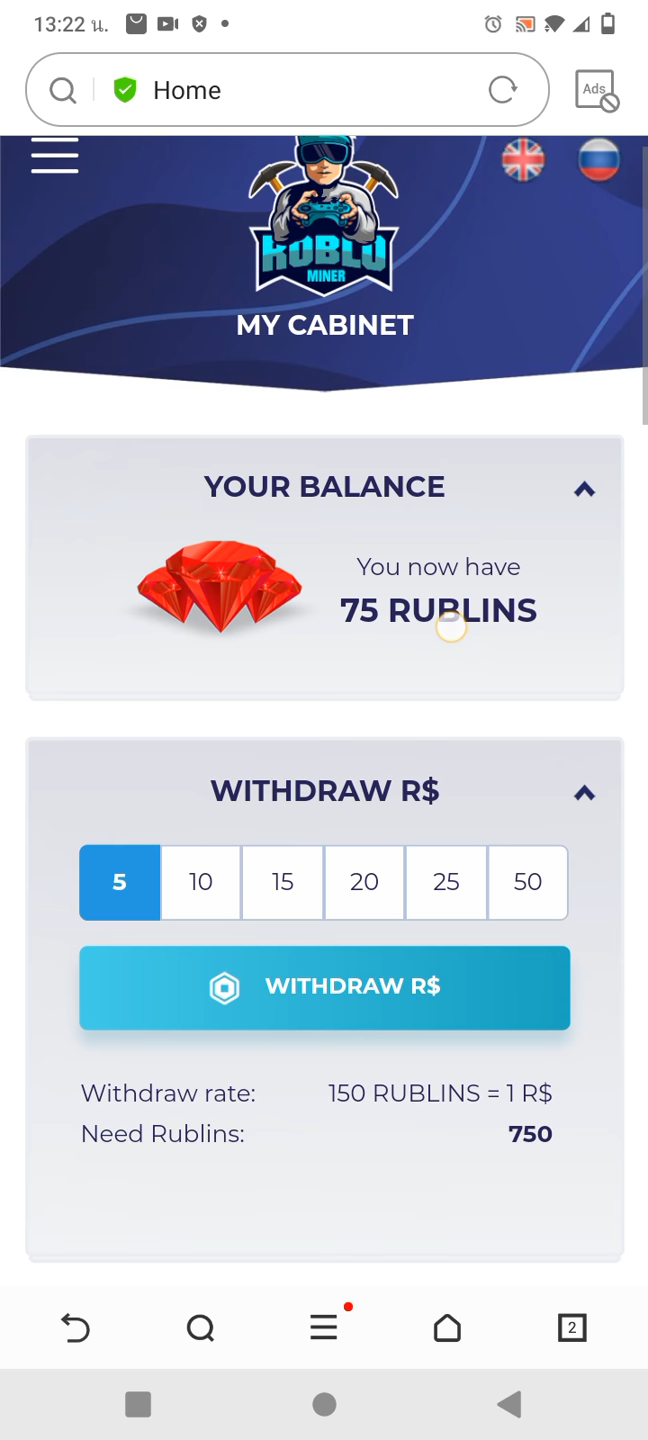 13:22 น.
Home
Ads
ROBLO
MINER
MY CABINET
YOUR BALANCE
You now have
75 RUBLINS
WITHDRAW R$
5 10 15 20 25 50
WITHDRAW R$
Withdraw rate: 150 RUBLINS = 1 R$
Need Rublins: 750
2